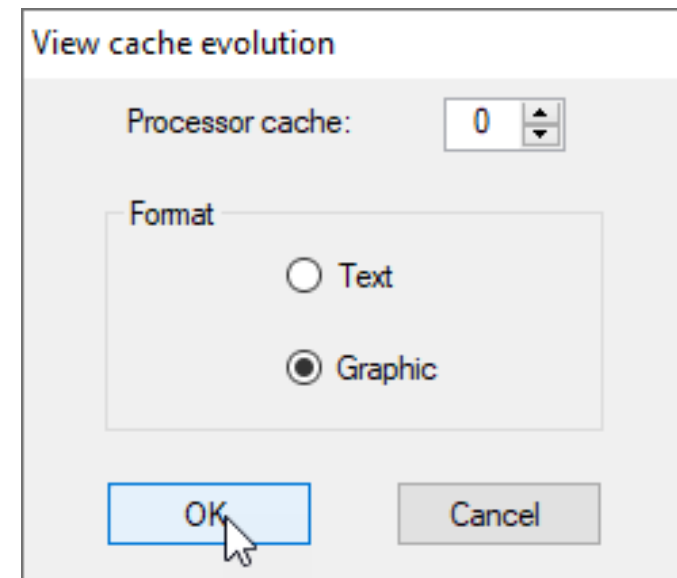 View cache evolution
Processor cache: 0
Format
Text
Graphic
OK Cancel